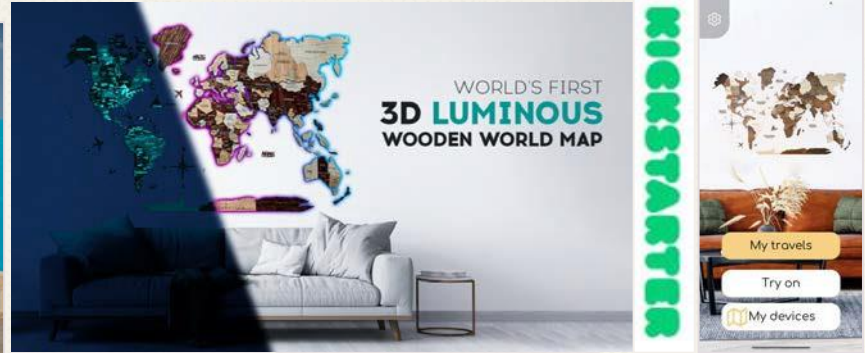 WORLD'S FIRST
3D LUMINOUS
WOODEN WORLD MAP
KICKSTARTER
My travels
Try on
My devices